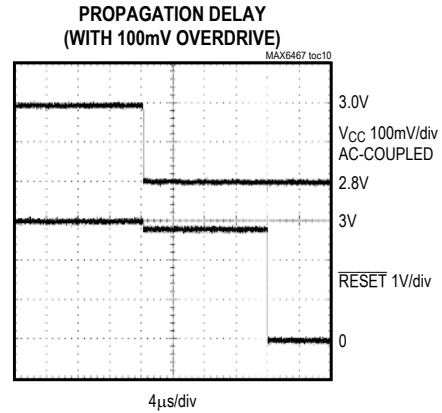 PROPAGATION DELAY
(WITH 100mV OVERDRIVE)
MAX6467 toc10
3.0V
VCC 100mV/div
AC-COUPLED
2.8V
3V
RESET 1V/div
0
4μs/div